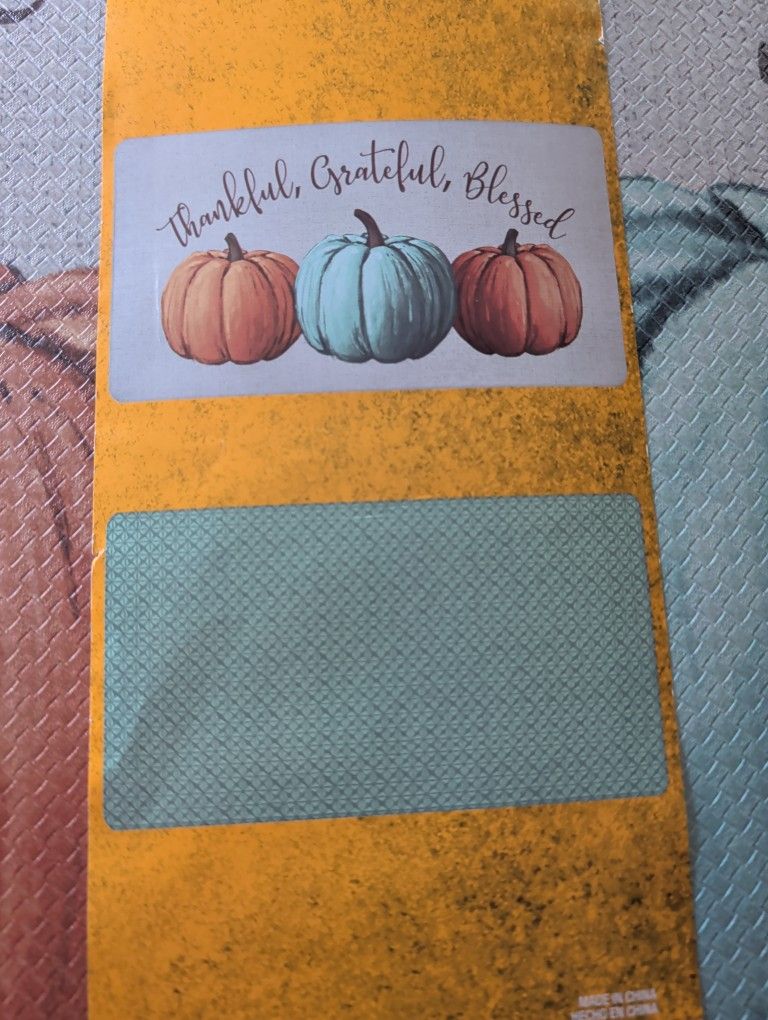 Thankful, Grateful, Blessed
MADE IN CHINA
HECHO EN CHINA